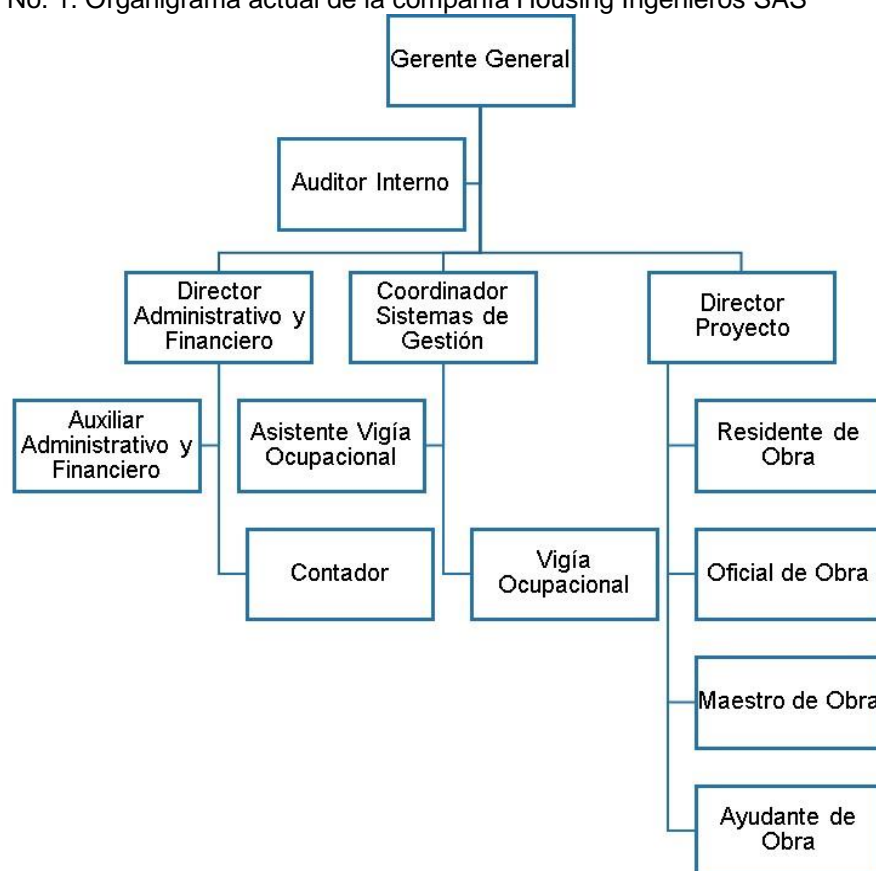 No. 1. Organigrama actual de la compañía Housing Ingenieros SAS
Gerente General
Auditor Interno
Director
Administrativo y
Financiero
Coordinador
Sistemas de
Gestión
Director
Proyecto
Auxiliar
Administrativo y
Financiero
Asistente Vigía
Ocupacional
Residente de
Obra
Contador
Vigía
Ocupacional
Oficial de Obra
Maestro de Obra
Ayudante de
Obra